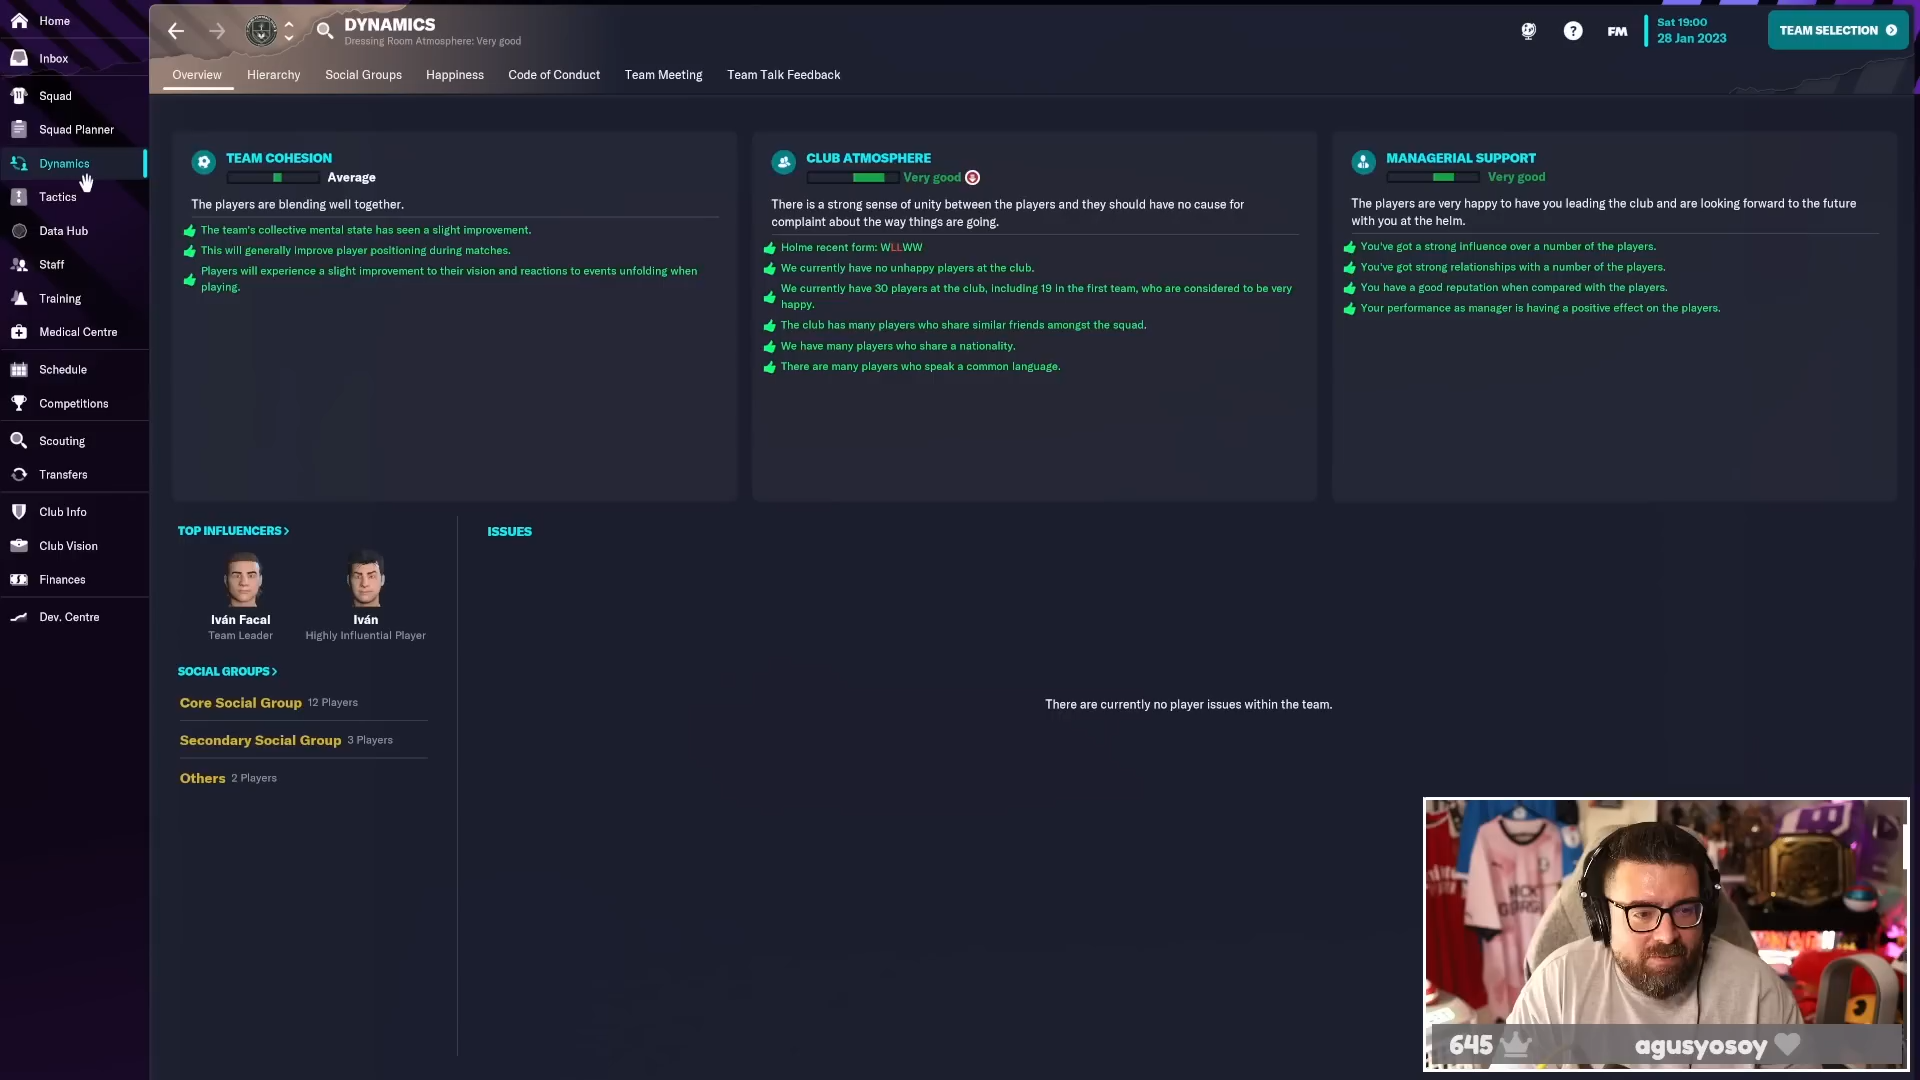 Home
Inbox
Squad
Squad Planner
Dynamics
Tactics
Data Hub
Staff
Training
Medical Centre
Schedule
Competitions
Scouting
Transfers
Club Info
Club Vision
Finances
Dev. Centre
DYNAMICS
Dressing Room Atmosphere: Very good
FM
Sat 19:00
28 Jan 2023
TEAM SELECTION
Overview Hierarchy Social Groups Happiness Code of Conduct Team Meeting Team Talk Feedback
TEAM COHESION
Average
The players are blending well together.
The team's collective mental state has seen a slight improvement.
This will generally improve player positioning during matches.
Players will experience a slight improvement to their vision and reactions to events unfolding when
playing.
CLUB ATMOSPHERE
Very good
There is a strong sense of unity between the players and they should have no cause for
complaint about the way things are going.
Holme recent form: WLLWW
We currently have no unhappy players at the club.
We currently have 30 players at the club, including 19 in the first team, who are considered to be very
happy.
The club has many players who share similar friends amongst the squad.
We have many players who share a nationality.
There are many players who speak a common language.
MANAGERIAL SUPPORT
Very good
The players are very happy to have you leading the club and are looking forward to the future
with you at the helm.
You've got a strong influence over a number of the players.
You've got strong relationships with a number of the players.
You have a good reputation when compared with the players.
Your performance as manager is having a positive effect on the players.
TOP INFLUENCERS >
Iván Facal
Team Leader
Iván
Highly Influential Player
SOCIAL GROUPS >
Core Social Group 12 Players
Secondary Social Group 3 Players
Others 2 Players
ISSUES
There are currently no player issues within the team.
645
agusyosoy